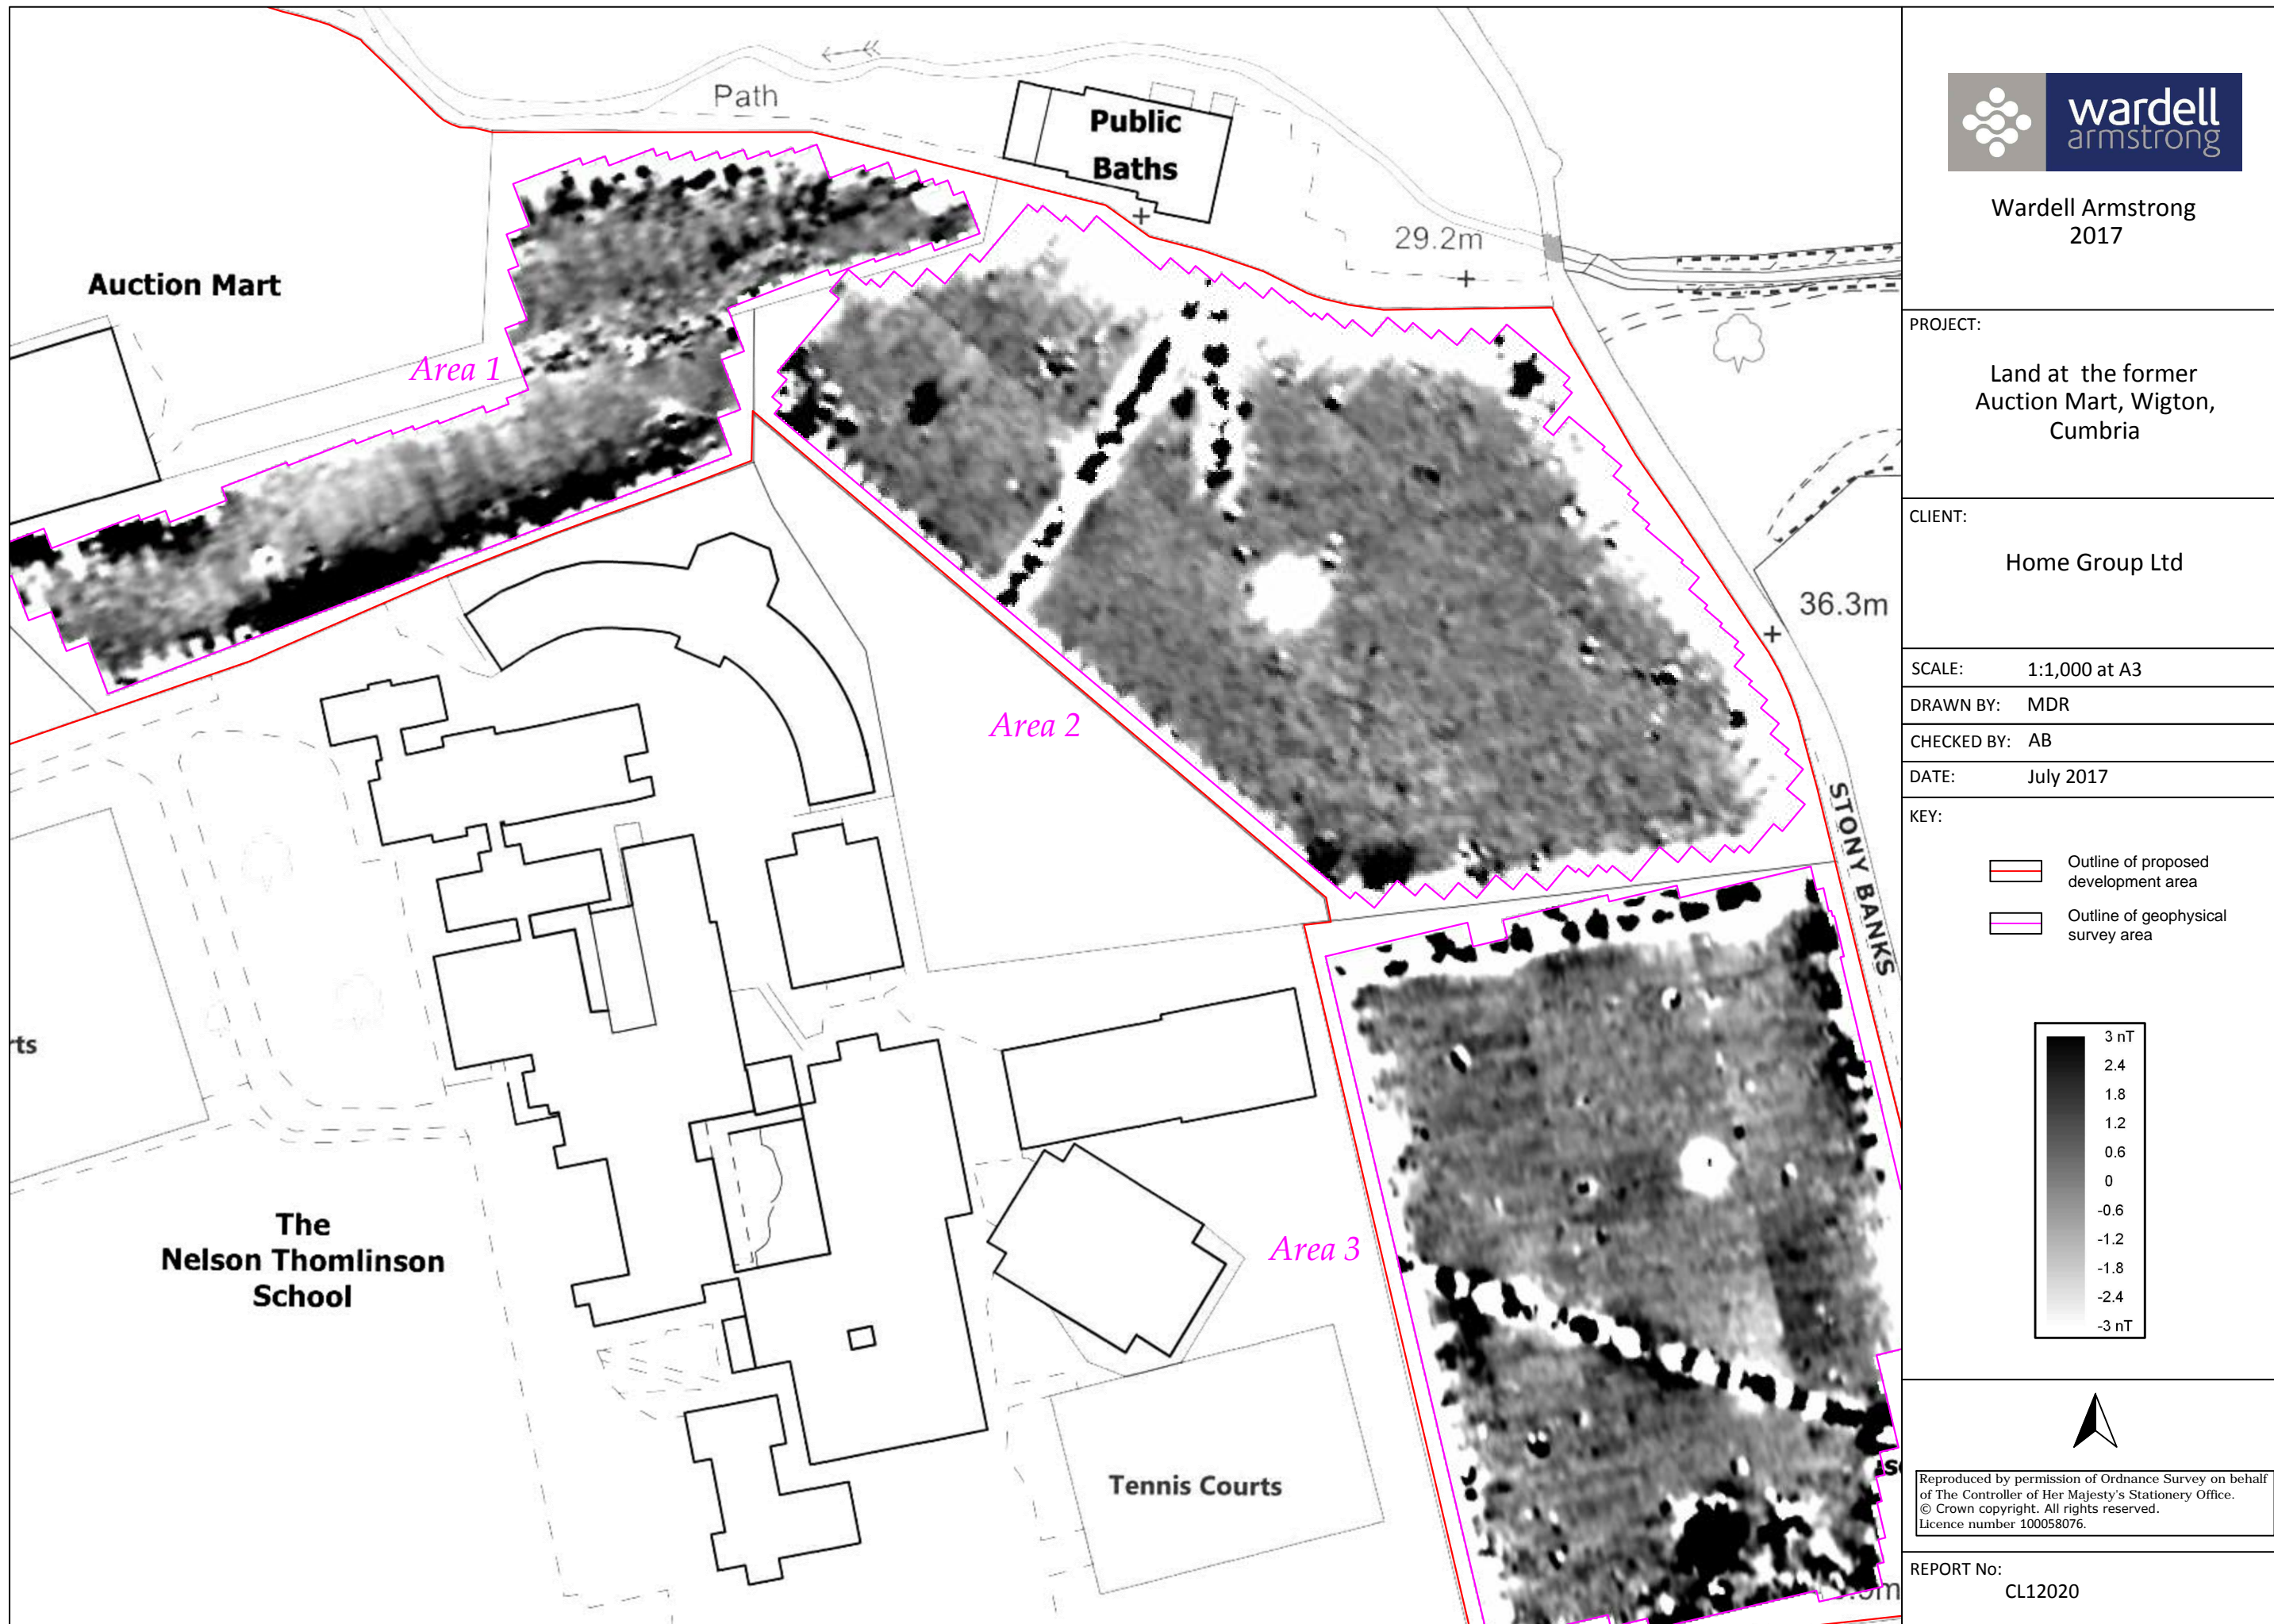 Path
Public
Baths
29.2m
Auction Mart
Area 1
36.3m
Area 2
STONY BANKS
Area 3
The
Nelson Thomlinson
School
Tennis Courts
wardell
armstrong
Wardell Armstrong
2017
PROJECT:
Land at the former
Auction Mart, Wigton,
Cumbria
CLIENT:
Home Group Ltd
SCALE: 1:1,000 at A3
DRAWN BY: MDR
CHECKED BY: AB
DATE: July 2017
KEY:
Outline of proposed
development area
Outline of geophysical
survey area
3 nT
2.4
1.8
1.2
0.6
0
-0.6
-1.2
-1.8
-2.4
-3 nT
Reproduced by permission of Ordnance Survey on behalf
of The Controller of Her Majesty's Stationery Office.
© Crown copyright. All rights reserved.
Licence number 100058076.
REPORT No:
CL12020